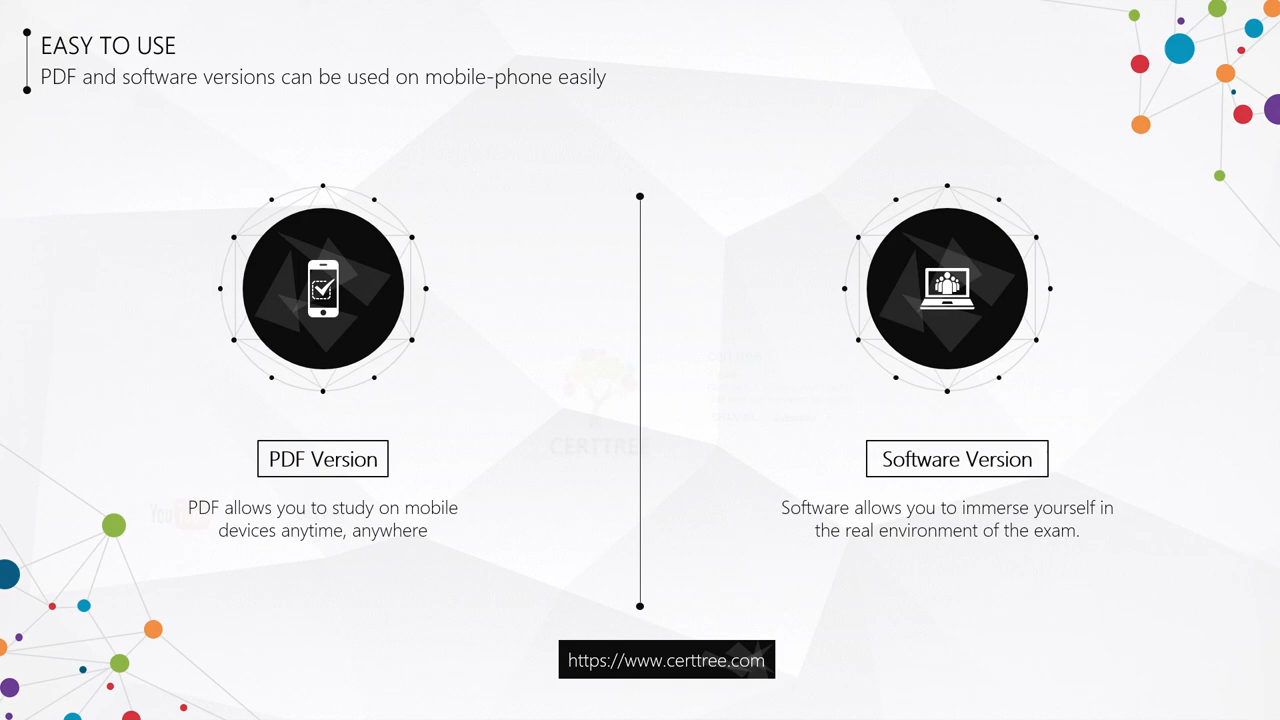 EASY TO USE
PDF and software versions can be used on mobile-phone easily
PDF Version
PDF allows you to study on mobile
devices anytime, anywhere
Software Version
Software allows you to immerse yourself in
the real environment of the exam.
CERTTREE
https://www.certtree.com